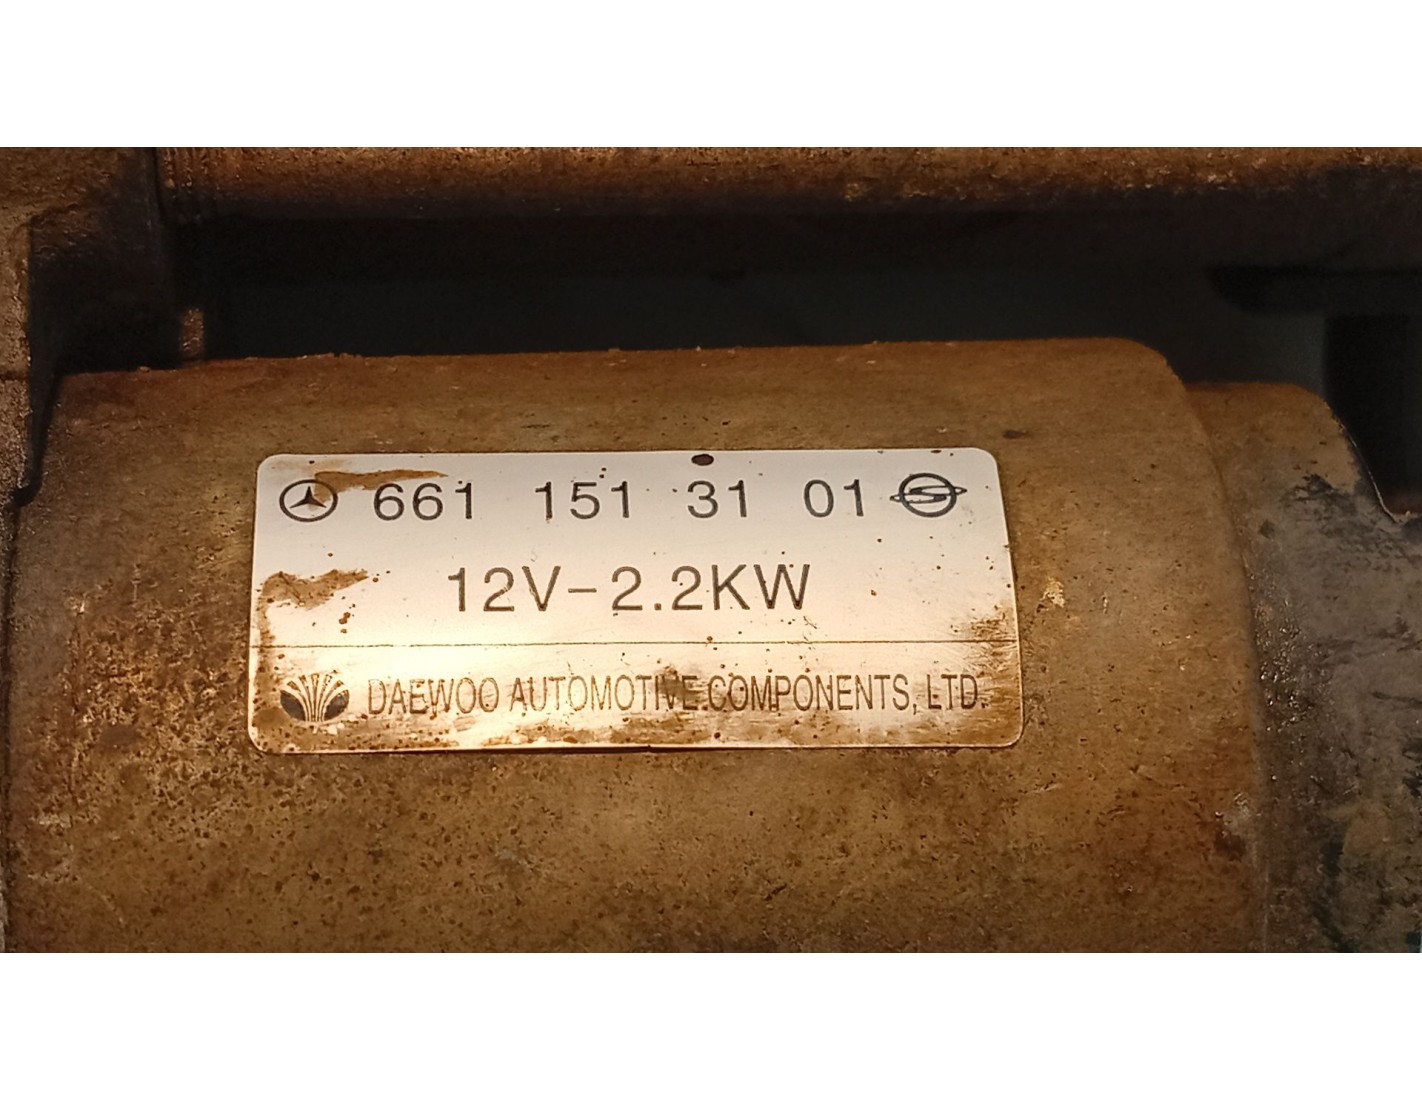 661 151 31 01
12V-2.2KW
DAEWOO AUTOMOTIVE COMPONENTS, LTD.